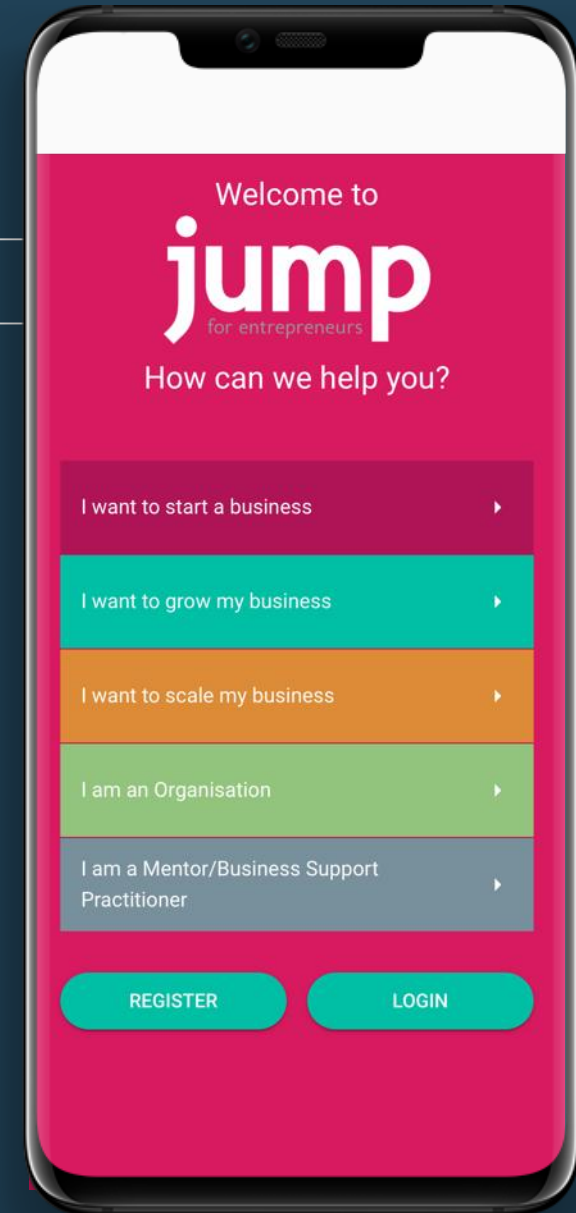 Welcome to
jump
for entrepreneurs
How can we help you?
I want to start a business
I want to grow my business
I want to scale my business
I am an Organisation
I am a Mentor/Business Support
Practitioner
REGISTER LOGIN